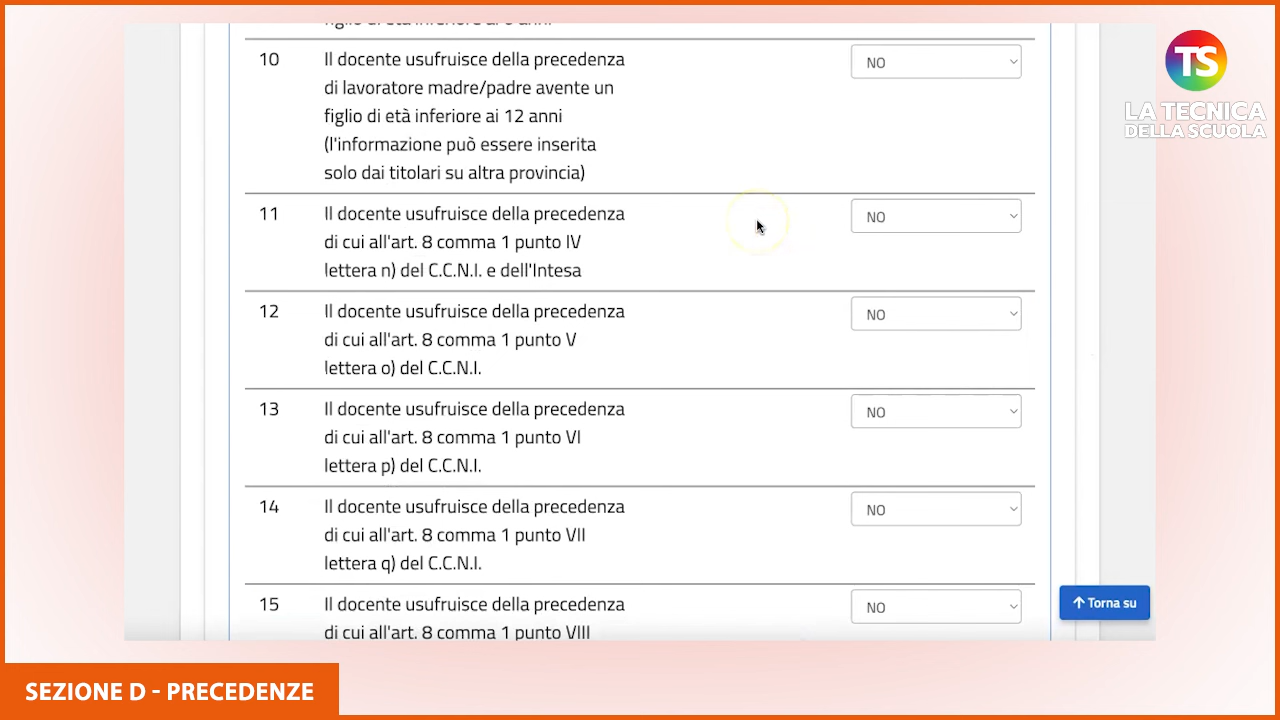 10
Il docente usufruisce della precedenza
di lavoratore madre/padre avente un
figlio di età inferiore ai 12 anni
(l'informazione può essere inserita
solo dai titolari su altra provincia)
NO
11
Il docente usufruisce della precedenza
di cui all'art. 8 comma 1 punto IV
lettera n) del C.C.N.I. e dell'Intesa
NO
12
Il docente usufruisce della precedenza
di cui all'art. 8 comma 1 punto V
lettera o) del C.C.N.I.
NO
13
Il docente usufruisce della precedenza
di cui all'art. 8 comma 1 punto VI
lettera p) del C.C.N.I.
NO
14
Il docente usufruisce della precedenza
di cui all'art. 8 comma 1 punto VII
lettera q) del C.C.N.I.
NO
15
Il docente usufruisce della precedenza
di cui all'art. 8 comma 1 punto VIII
NO
Torna su
TS
LA TECNICA
DELLA SCUOLA
SEZIONE D - PRECEDENZE